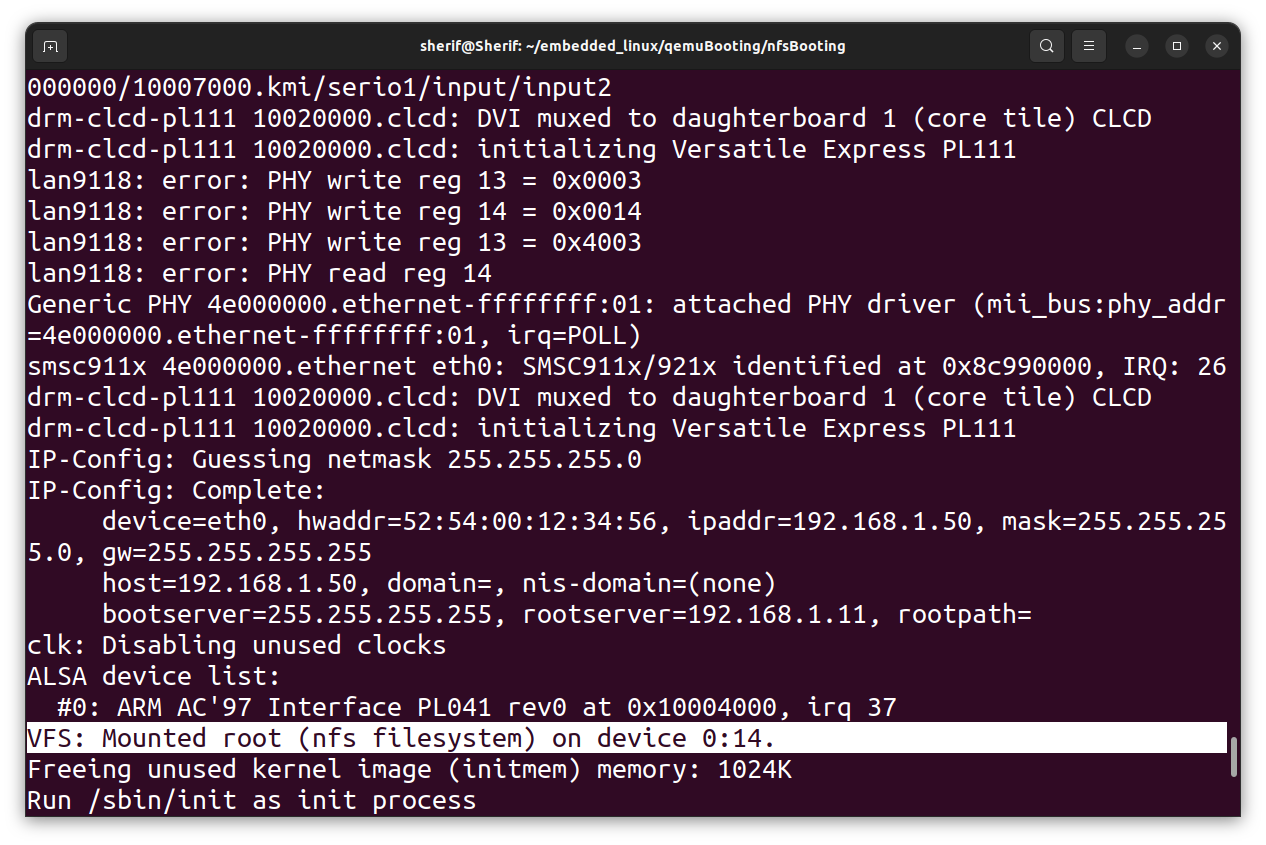 sherif@Sherif: ~/embedded_linux/qemuBooting/nfsBooting
000000/10007000.kmi/serio1/input/input2
drm-clcd-pl111 10020000.clcd: DVI muxed to daughterboard 1 (core tile) CLCD
drm-clcd-pl111 10020000.clcd: initializing Versatile Express PL111
lan9118: error: PHY write reg 13 = 0x0003
lan9118: error: PHY write reg 14 = 0x0014
lan9118: error: PHY write reg 13 = 0x4003
lan9118: error: PHY read reg 14
Generic PHY 4e000000.ethernet-ffffffff:01: attached PHY driver (mii_bus:phy_addr
=4e000000.ethernet-ffffffff:01, irq=POLL)
smsc911x 4e000000.ethernet eth0: SMSC911x/921x identified at 0x8c990000, IRQ: 26
drm-clcd-pl111 10020000.clcd: DVI muxed to daughterboard 1 (core tile) CLCD
drm-clcd-pl111 10020000.clcd: initializing Versatile Express PL111
IP-Config: Guessing netmask 255.255.255.0
IP-Config: Complete:
     device=eth0, hwaddr=52:54:00:12:34:56, ipaddr=192.168.1.50, mask=255.255.25
5.0, gw=255.255.255.255
     host=192.168.1.50, domain=, nis-domain=(none)
     bootserver=255.255.255.255, rootserver=192.168.1.11, rootpath=
clk: Disabling unused clocks
ALSA device list:
  #0: ARM AC'97 Interface PL041 rev0 at 0x10004000, irq 37
VFS: Mounted root (nfs filesystem) on device 0:14.
Freeing unused kernel image (initmem) memory: 1024K
Run /sbin/init as init process